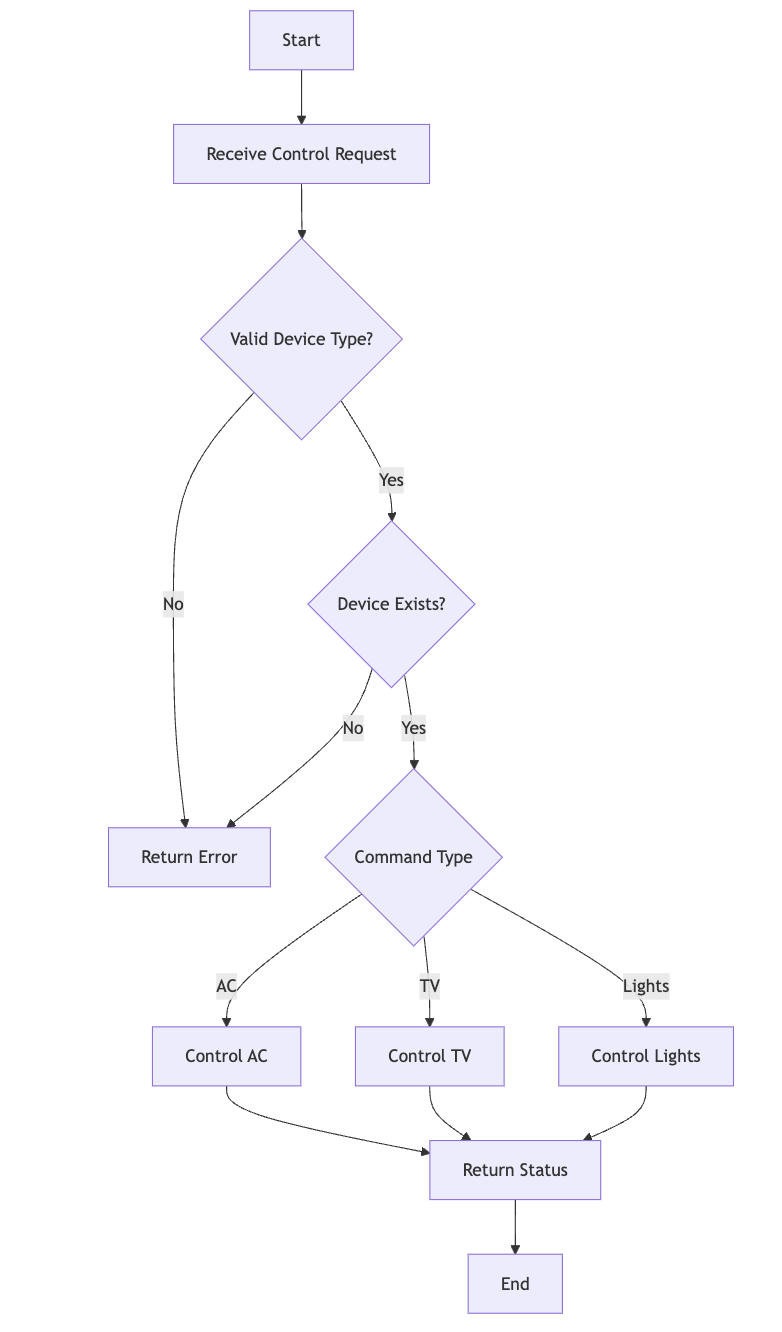 Start
Receive Control Request
Valid Device Type?
Yes
No
Device Exists?
No
Yes
Return Error
Command Type
AC
TV
Lights
Control AC
Control TV
Control Lights
Return Status
End